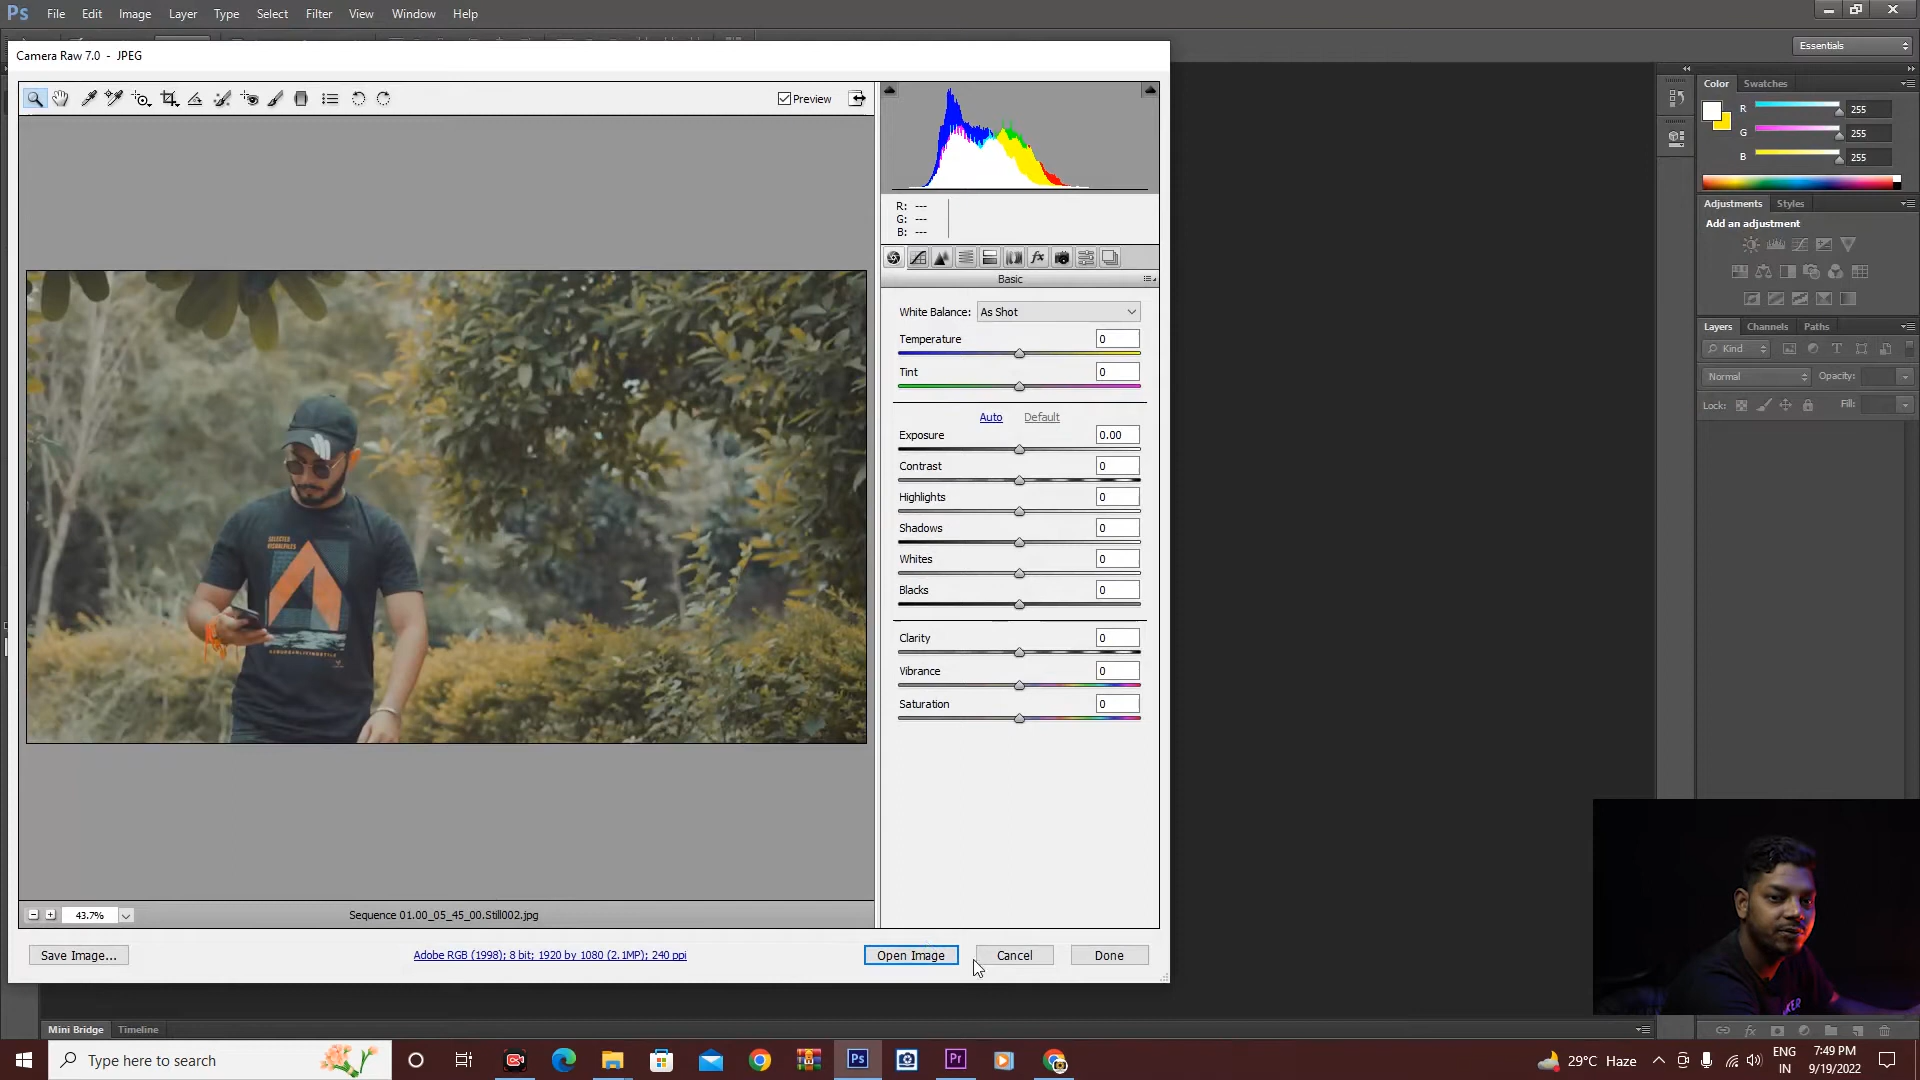 Ps File Edit Image Layer Type Select Filter View Window Help
Essentials
Camera Raw 7.0 - JPEG
Preview
Color Swatches
R 255
G 255
B 255
R: ---
G: ---
B: ---
Adjustments Styles
Add an adjustment
Basic
White Balance: As Shot
Temperature 0
Tint 0
Auto Default
Exposure 0.00
Contrast 0
Highlights 0
Shadows 0
Whites 0
Blacks 0
Clarity 0
Vibrance 0
Saturation 0
Layers Channels Paths
Kind
Normal Opacity:
Lock: Fill:
SELECTED
VISUALFILES
43.7%
Sequence 01.00_05_45_00.Still002.jpg
Save Image...
Adobe RGB (1998); 8 bit; 1920 by 1080 (2.1MP); 240 ppi
Open Image Cancel Done
Mini Bridge Timeline
Type here to search
Ps
Pr
29°C Haze
ENG
IN
7:49 PM
9/19/2022